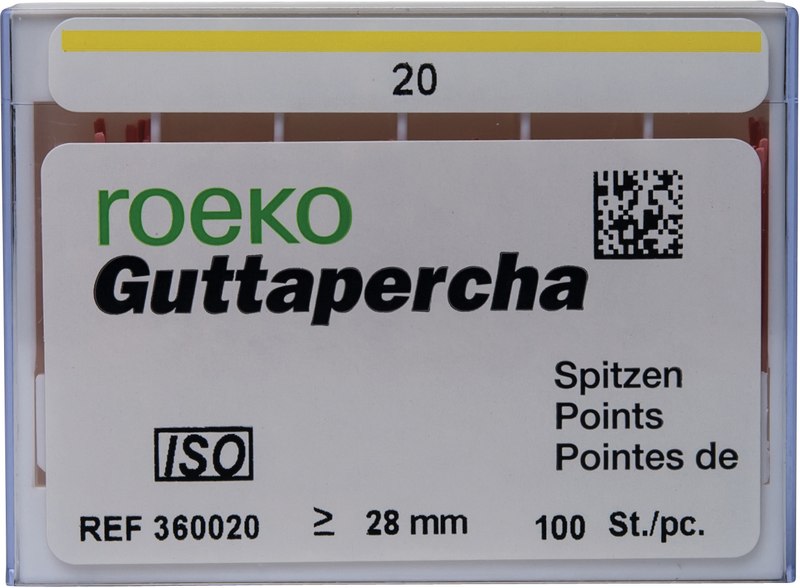 20
roeko
Guttapercha
Spitzen
Points
Pointes de
ISO
REF 360020 ≥ 28 mm 100 St./pc.